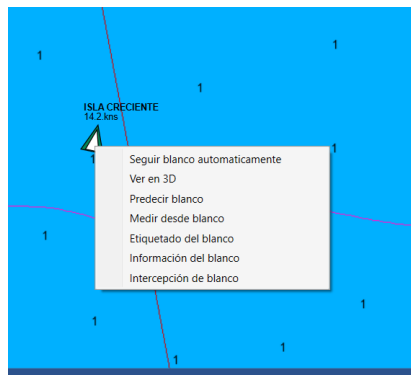 1
1
1
ISLA CRECIENTE
14.2.kns
1
1
Seguir blanco automaticamente
Ver en 3D
Predecir blanco
Medir desde blanco
1
Etiquetado del blanco
Información del blanco
Intercepción de blanco
1
1
1
1